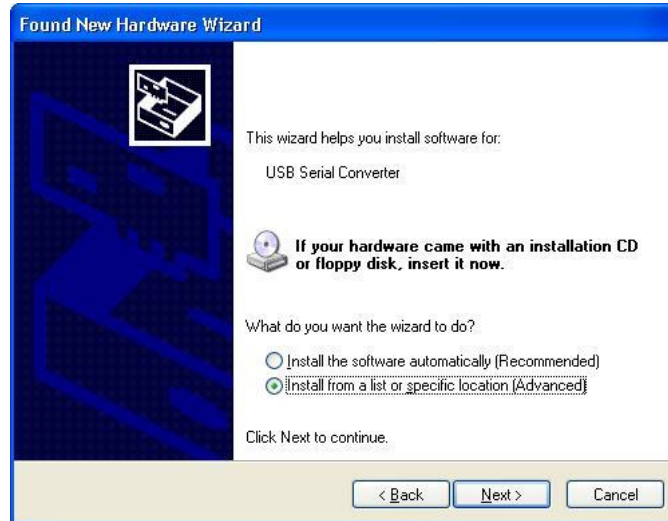 Found New Hardware Wizard
This wizard helps you install software for:
USB Serial Converter
If your hardware came with an installation CD
or floppy disk, insert it now.
What do you want the wizard to do?
Install the software automatically (Recommended)
Install from a list or specific location (Advanced)
Click Next to continue.
< Back Next > Cancel